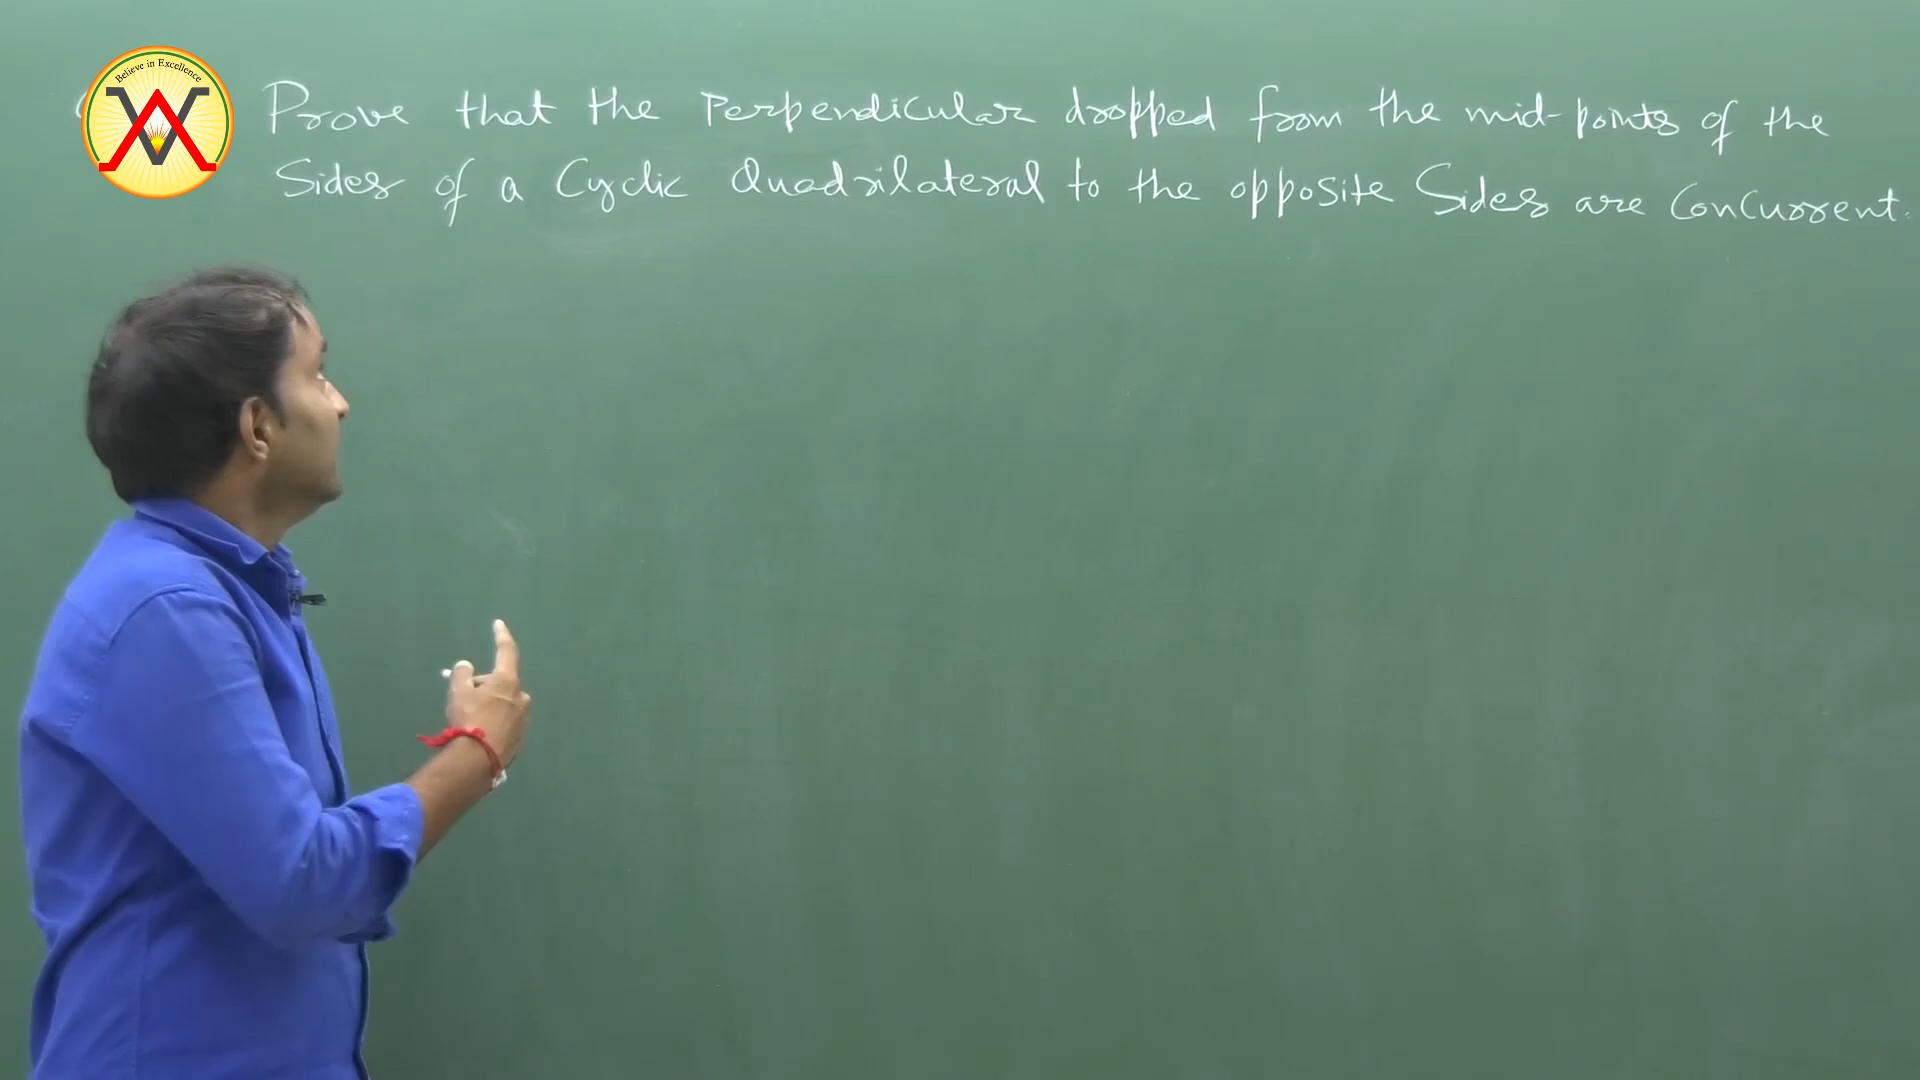 Believe in Excellence
Prove that the Perpendicular dropped from the mid-points of the
Sides of a Cyclic Quadrilateral to the opposite Sides are Concurrent.